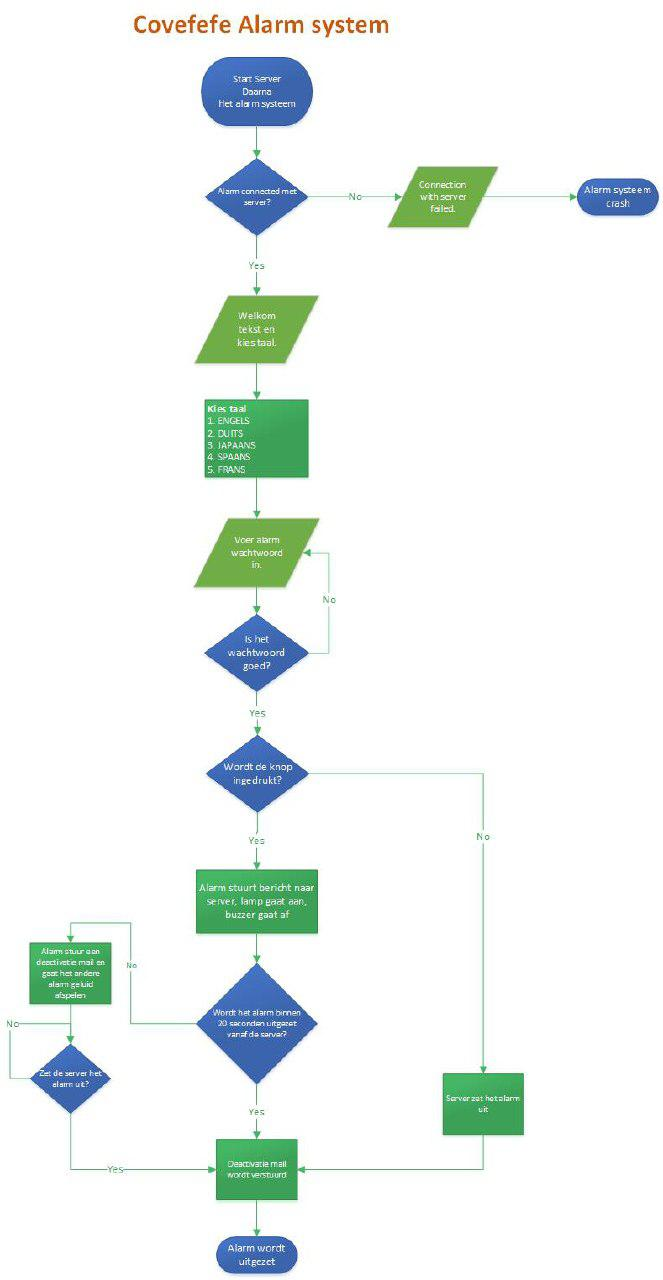 Covefefe Alarm system
Start Server
Daarna
Het alarm systeem
Alarm connected met
server?
No
Connection
with server
failed.
Alarm systeem
crash
Yes
Welkom
tekst en
kies taal.
Kies taal
1. ENGELS
2. DUITS
3. JAPAANS
4. SPAANS
5. FRANS
Voer alarm
wachtwoord
in.
No
Is het
wachtwoord
goed?
Yes
Wordt de knop
ingedrukt?
No
Yes
Alarm stuurt bericht naar
server, lamp gaat aan,
buzzer gaat af
Alarm stuur een
deactivatie mail en
gaat het andere
alarm geluid
afspelen
No
Wordt het alarm binnen
20 seconden uitgezet
vanaf de server?
No
Zet de server het
alarm uit?
Server zet het alarm
uit
Yes
Yes
Deactivatie mail
wordt verstuurd
Alarm wordt
uitgezet